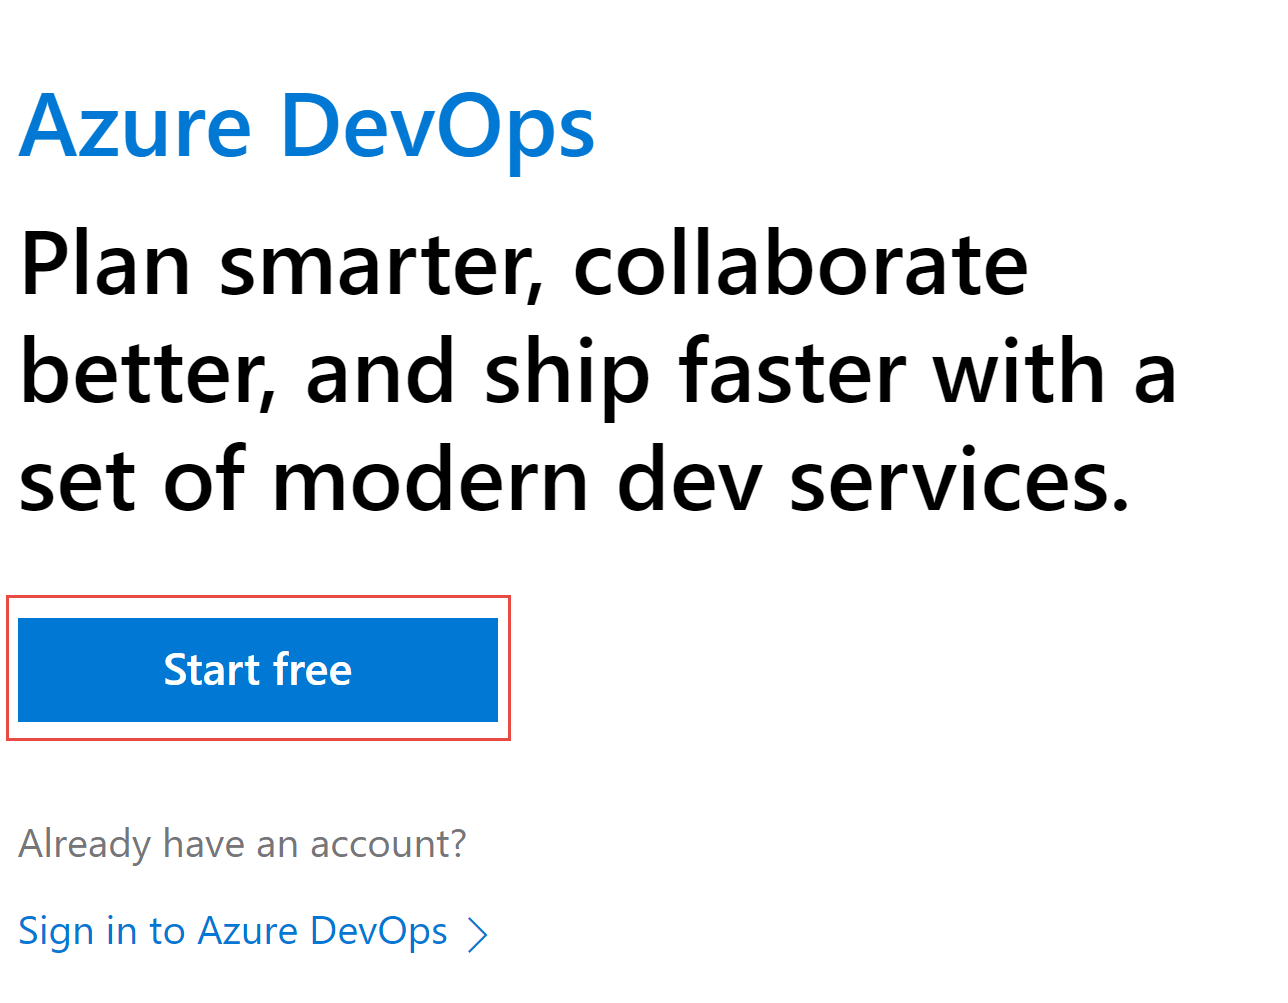 Azure DevOps
Plan smarter, collaborate
better, and ship faster with a
set of modern dev services.
Start free
Already have an account?
Sign in to Azure DevOps